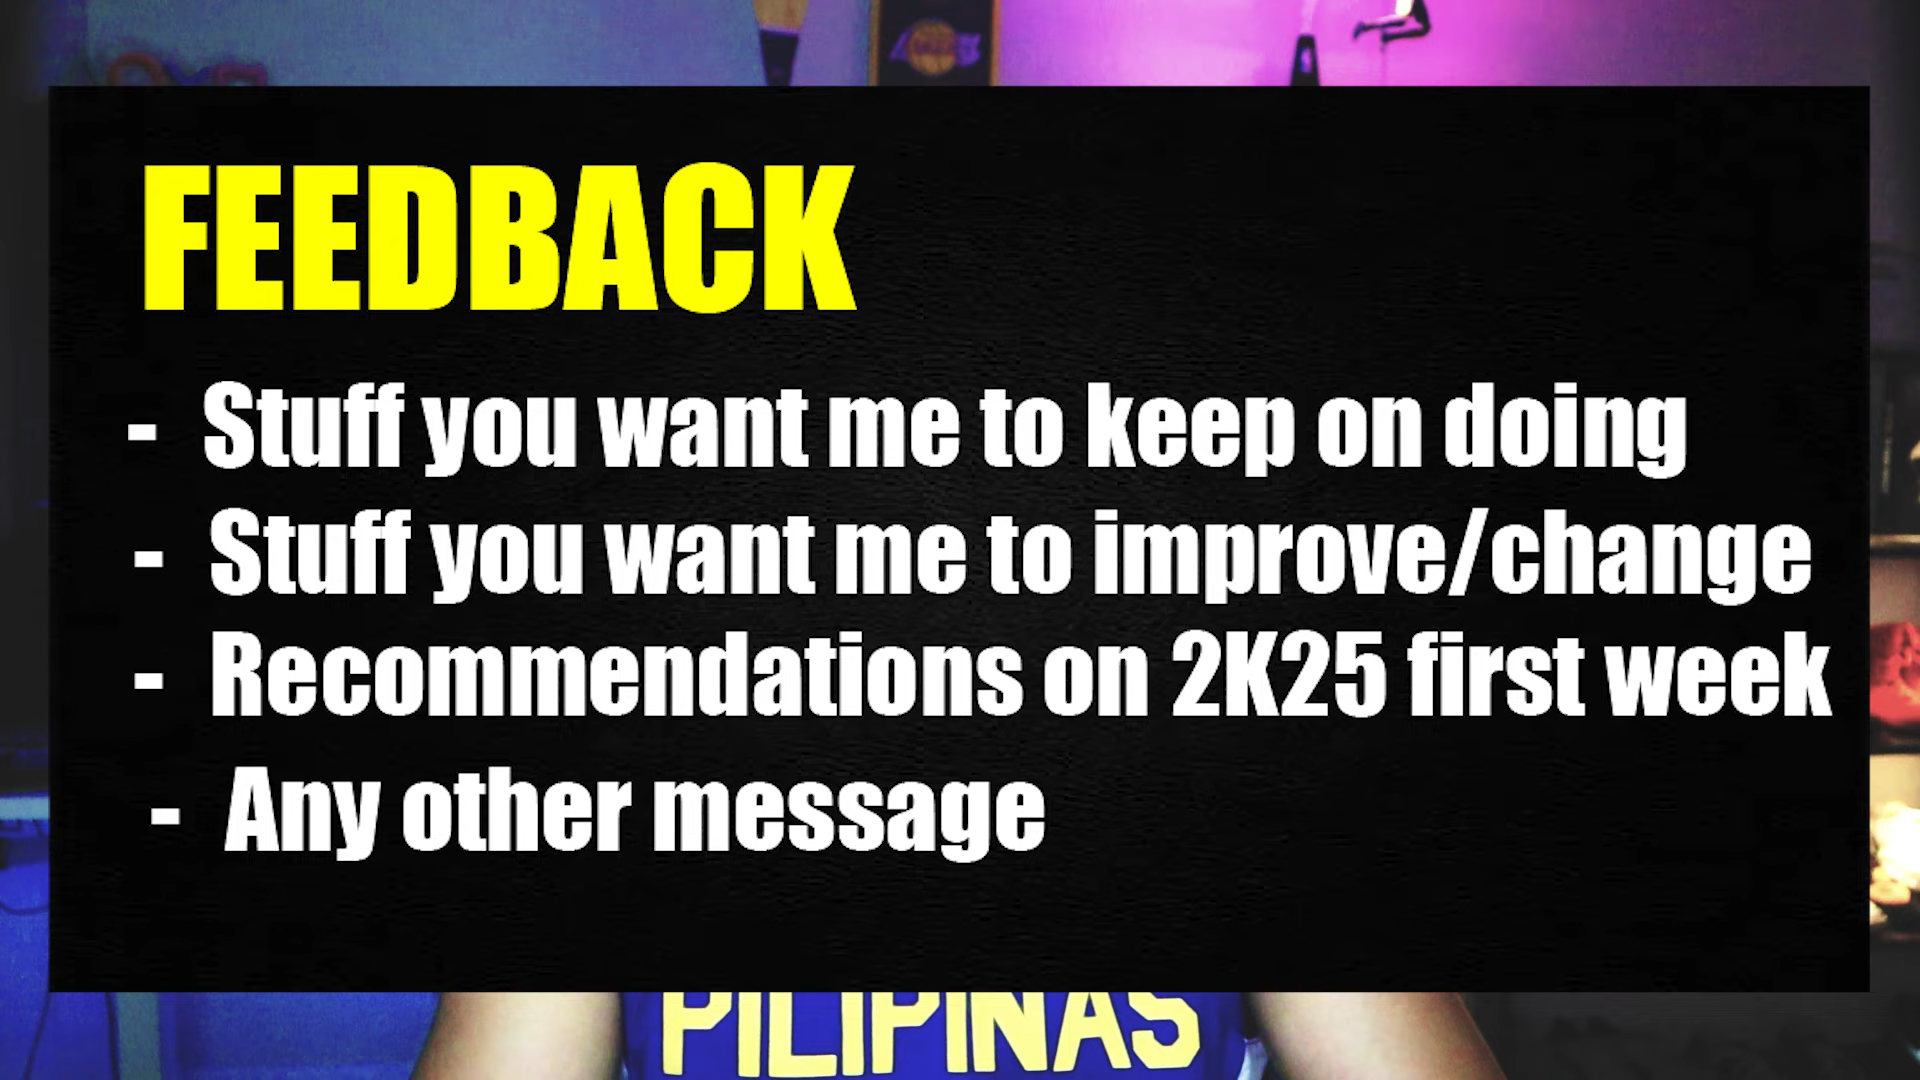 FEEDBACK
- Stuff you want me to keep on doing
- Stuff you want me to improve/change
- Recommendations on 2K25 first week
- Any other message
PILIPINAS